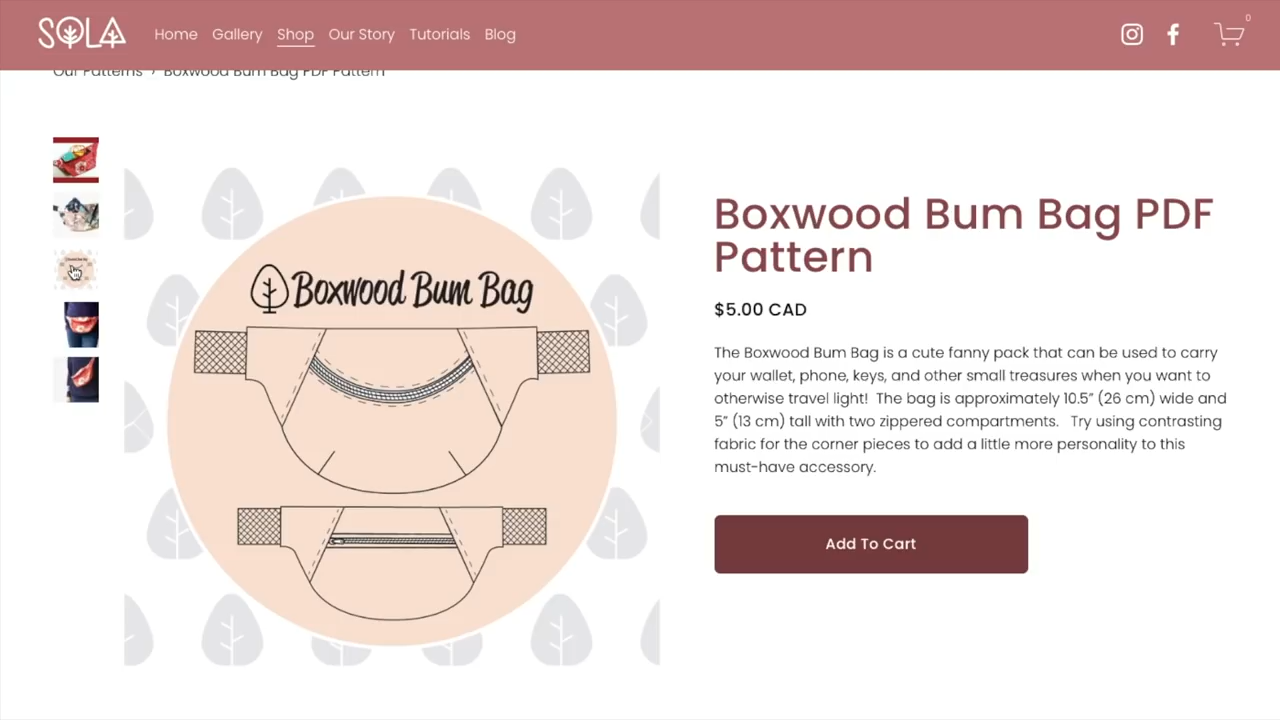 SOLA
Home Gallery Shop Our Story Tutorials Blog
0
Our Patterns › Boxwood Bum Bag PDF Pattern
Boxwood Bum Bag
Boxwood Bum Bag PDF
Pattern
$5.00 CAD
The Boxwood Bum Bag is a cute fanny pack that can be used to carry
your wallet, phone, keys, and other small treasures when you want to
otherwise travel light!  The bag is approximately 10.5” (26 cm) wide and
5” (13 cm) tall with two zippered compartments.   Try using contrasting
fabric for the corner pieces to add a little more personality to this
must-have accessory.
Add To Cart